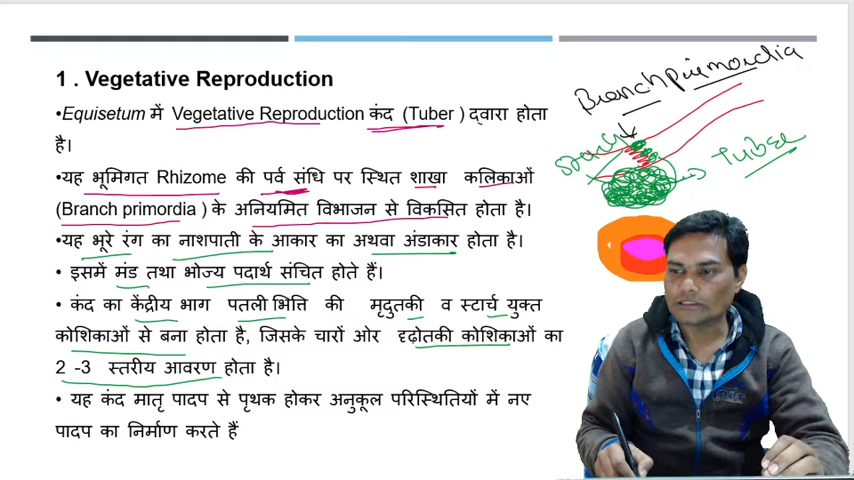 1 . Vegetative Reproduction
•Equisetum में Vegetative Reproduction कंद (Tuber ) द्वारा होता
है।
•यह भूमिगत Rhizome की पर्व संधि पर स्थित शाखा कलिकाओं
(Branch primordia ) के अनियमित विभाजन से विकसित होता है।
•यह भूरे रंग का नाशपाती के आकार का अथवा अंडाकार होता है।
• इसमें मंड तथा भोज्य पदार्थ संचित होते हैं।
• कंद का केंद्रीय भाग पतली भित्ति की मृदुतकी व स्टार्च युक्त
कोशिकाओं से बना होता है, जिसके चारों ओर दृढ़ोतकी कोशिकाओं का
2 -3 स्तरीय आवरण होता है।
• यह कंद मातृ पादप से पृथक होकर अनुकूल परिस्थितियों में नए
पादप का निर्माण करते हैं
Branch primordia
Starch
Tuber